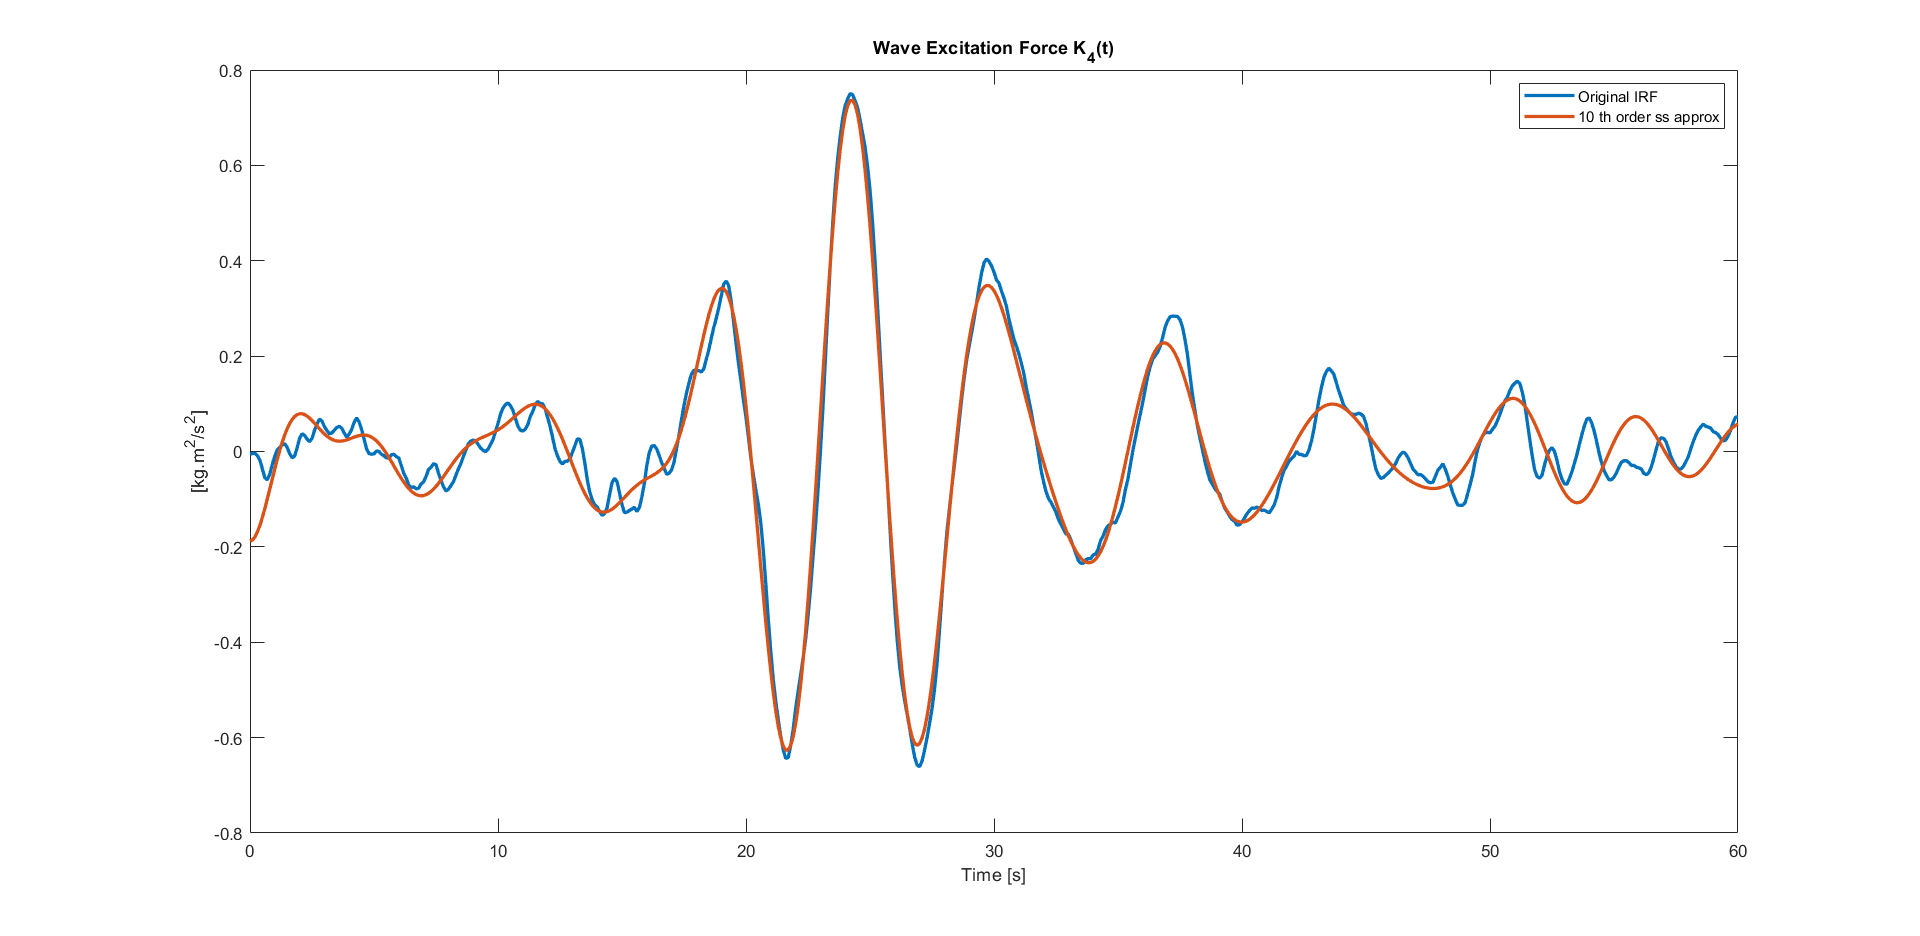 Wave Excitation Force K₄(t)
Original IRF
10 th order ss approx
[kg.m²/s²]
0.8
0.6
0.4
0.2
0
-0.2
-0.4
-0.6
-0.8
0 10 20 30 40 50 60
Time [s]